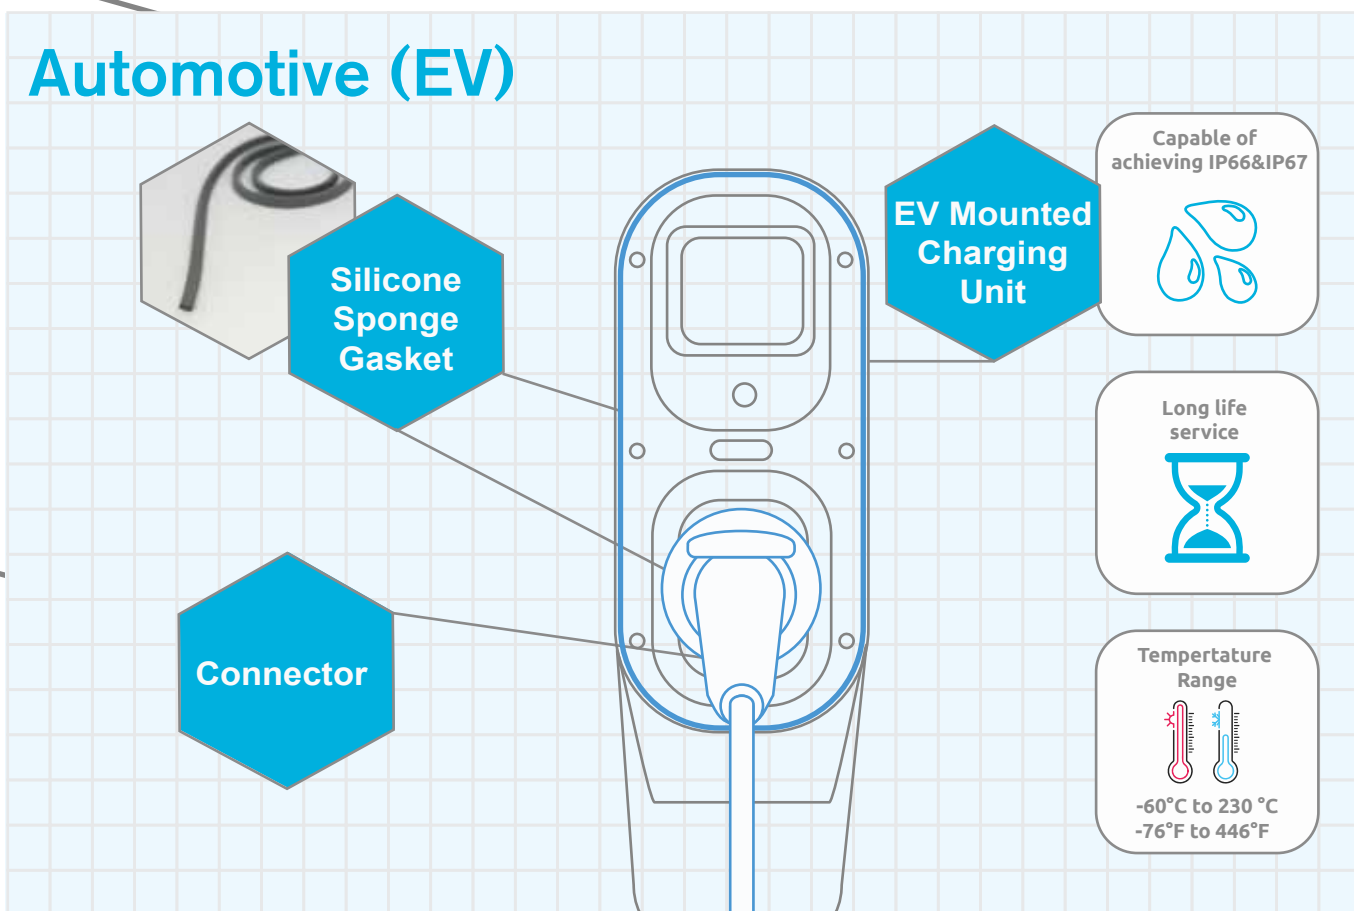 Automotive (EV)
Silicone
Sponge
Gasket
EV Mounted
Charging
Unit
Connector
Capable of
achieving IP66&IP67
Long life
service
Tempertature
Range
-60°C to 230 °C
-76°F to 446°F